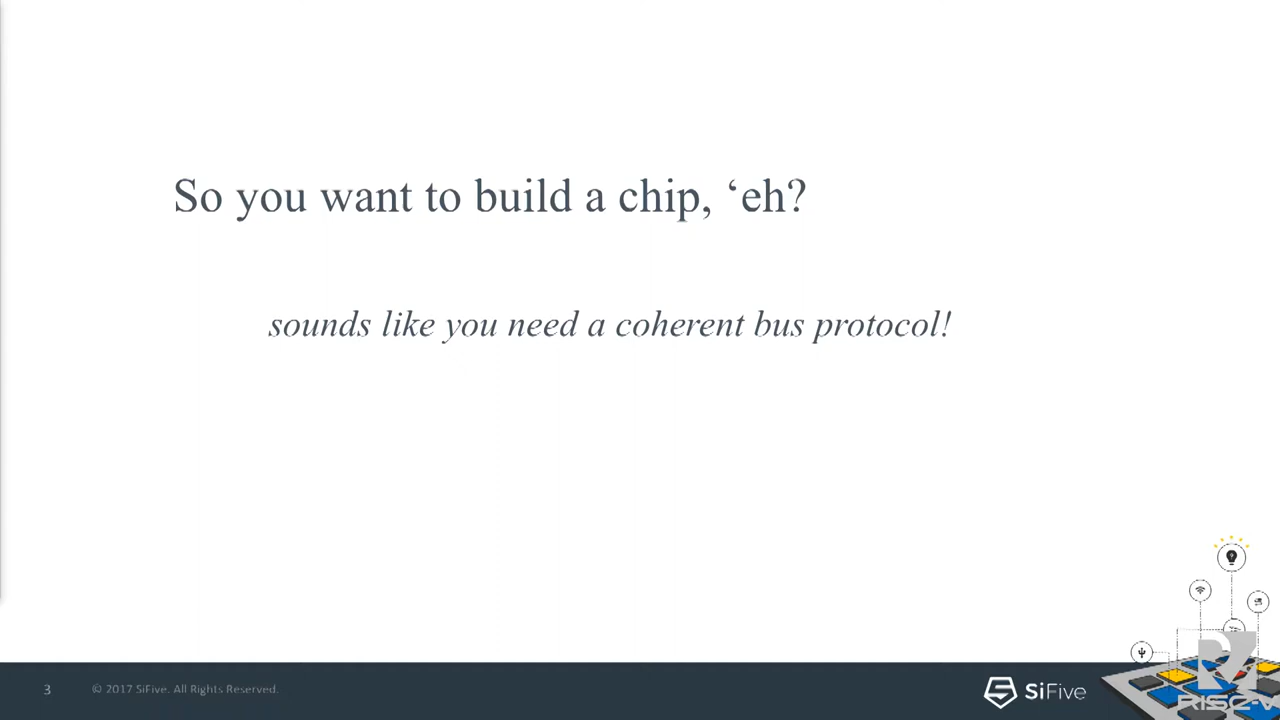 So you want to build a chip, ‘eh?
sounds like you need a coherent bus protocol!
3
© 2017 SiFive. All Rights Reserved.
SiFive
RISC-V